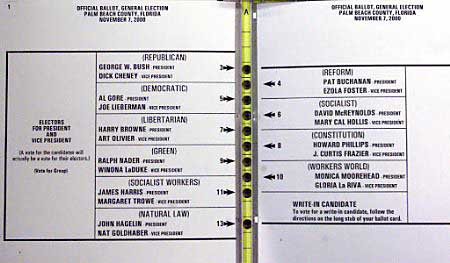 1
OFFICIAL BALLOT, GENERAL ELECTION
PALM BEACH COUNTY, FLORIDA
NOVEMBER 7, 2000
ELECTORS
FOR PRESIDENT
AND
VICE PRESIDENT
(A vote for the candidates will
actually be a vote for their electors.)
(Vote for Group)
(REPUBLICAN)
GEORGE W. BUSH - PRESIDENT 3
DICK CHENEY - VICE PRESIDENT
(DEMOCRATIC)
AL GORE - PRESIDENT 5
JOE LIEBERMAN - VICE PRESIDENT
(LIBERTARIAN)
HARRY BROWNE - PRESIDENT 7
ART OLIVIER - VICE PRESIDENT
(GREEN)
RALPH NADER - PRESIDENT 9
WINONA LaDUKE - VICE PRESIDENT
(SOCIALIST WORKERS)
JAMES HARRIS - PRESIDENT 11
MARGARET TROWE - VICE PRESIDENT
(NATURAL LAW)
JOHN HAGELIN - PRESIDENT 13
NAT GOLDHABER - VICE PRESIDENT
A
OFFICIAL BALLOT, GENERAL ELECTION
PALM BEACH COUNTY, FLORIDA
NOVEMBER 7, 2000
(REFORM)
4 PAT BUCHANAN - PRESIDENT
EZOLA FOSTER - VICE PRESIDENT
(SOCIALIST)
6 DAVID McREYNOLDS - PRESIDENT
MARY CAL HOLLIS - VICE PRESIDENT
(CONSTITUTION)
8 HOWARD PHILLIPS - PRESIDENT
J. CURTIS FRAZIER - VICE PRESIDENT
(WORKERS WORLD)
10 MONICA MOOREHEAD - PRESIDENT
GLORIA La RIVA - VICE PRESIDENT
WRITE-IN CANDIDATE
To vote for a write-in candidate, follow the
directions on the long stub of your ballot card.